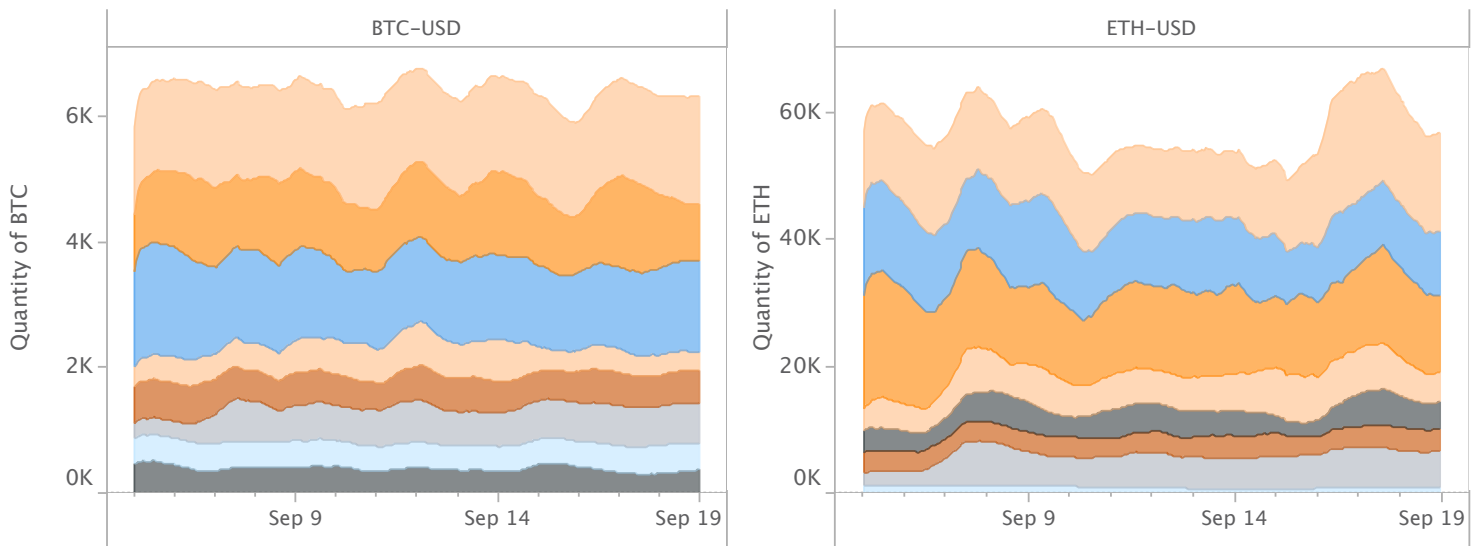 BTC-USD
Quantity of BTC
6K
4K
2K
0K
Sep 9
Sep 14
Sep 19
ETH-USD
Quantity of ETH
60K
40K
20K
0K
Sep 9
Sep 14
Sep 19